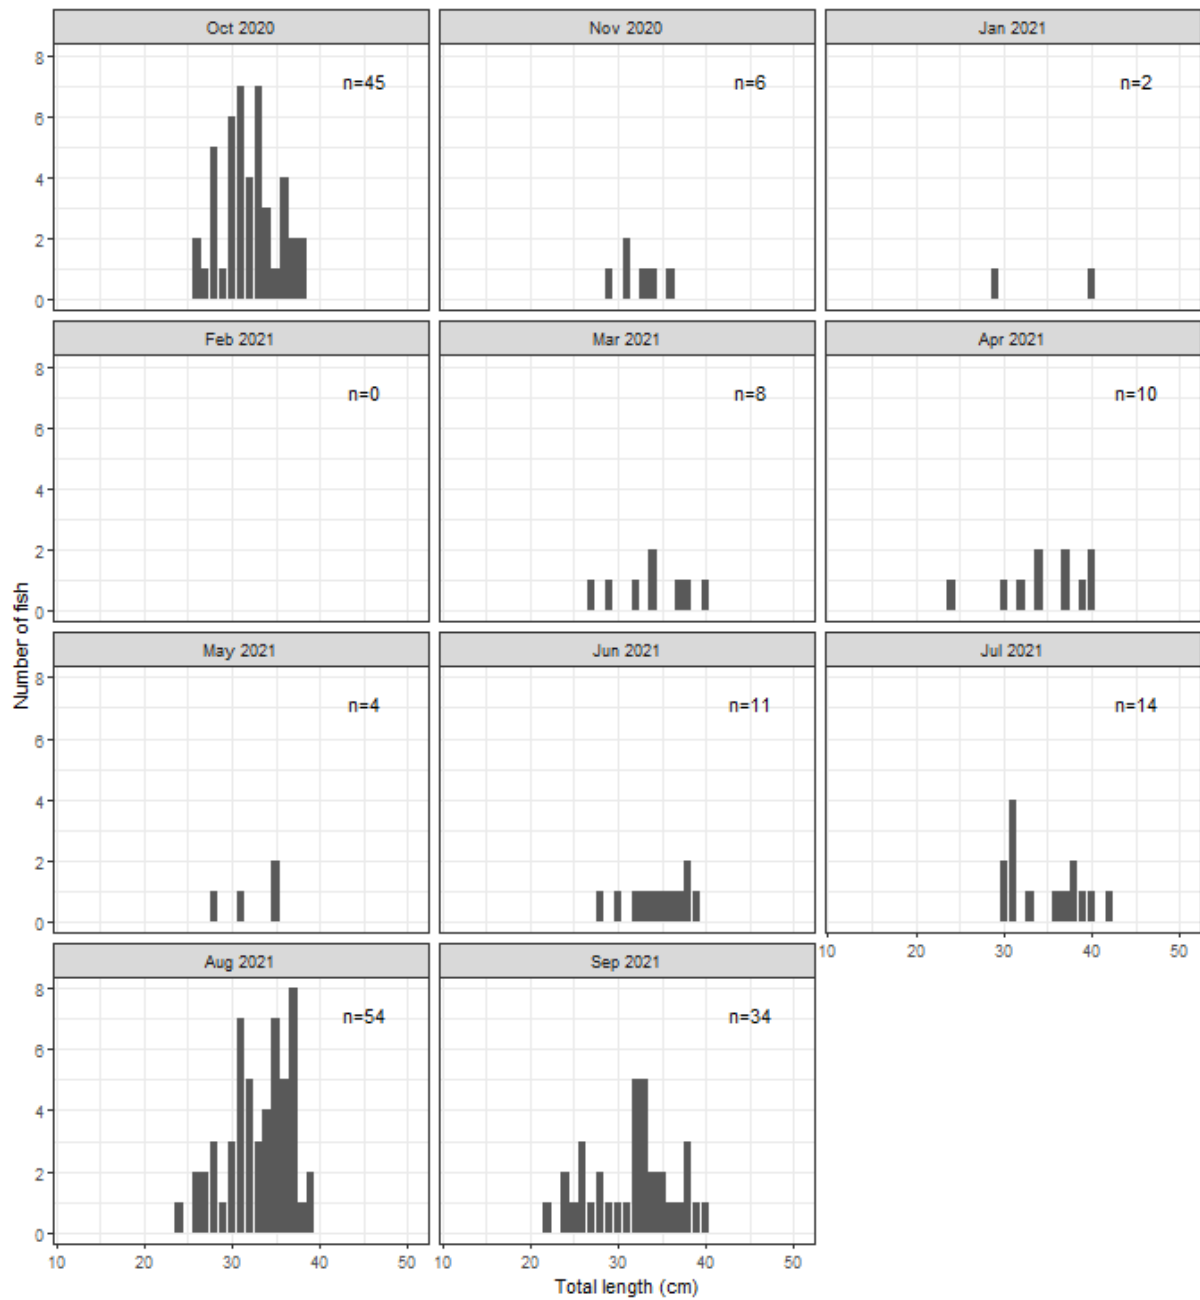 Oct 2020 Nov 2020 Jan 2021
8 n=45 n=6 n=2
6
4
2
0
Feb 2021 Mar 2021 Apr 2021
8 n=0 n=8 n=10
6
4
2
0
Number of fish
May 2021 Jun 2021 Jul 2021
8 n=4 n=11 n=14
6
4
2
0
10 20 30 40 50
Aug 2021 Sep 2021
8 n=54 n=34
6
4
2
0
10 20 30 40 50 10 20 30 40 50
Total length (cm)